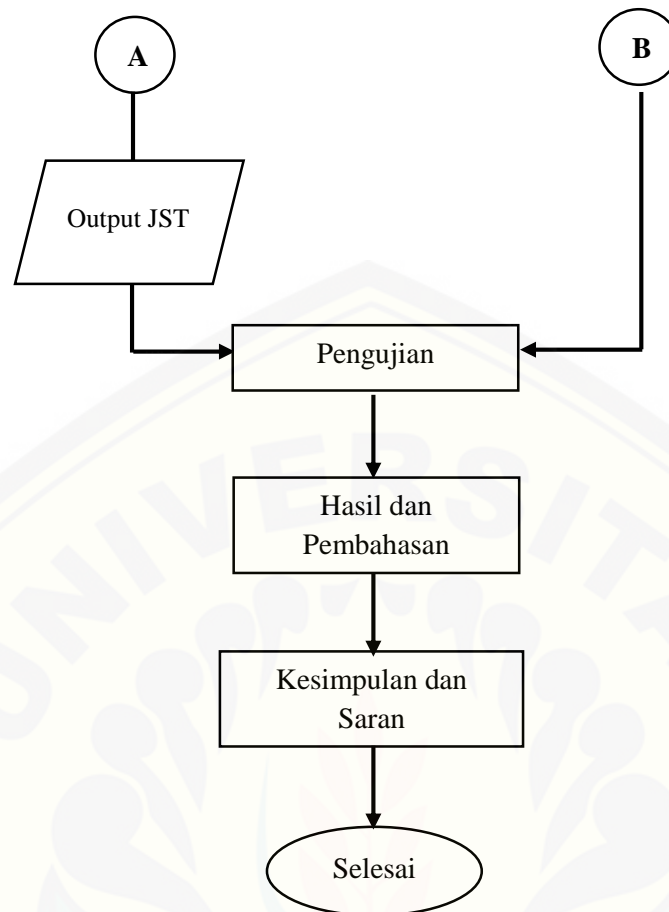 A
B
Output JST
Pengujian
Hasil dan
Pembahasan
Kesimpulan dan
Saran
Selesai